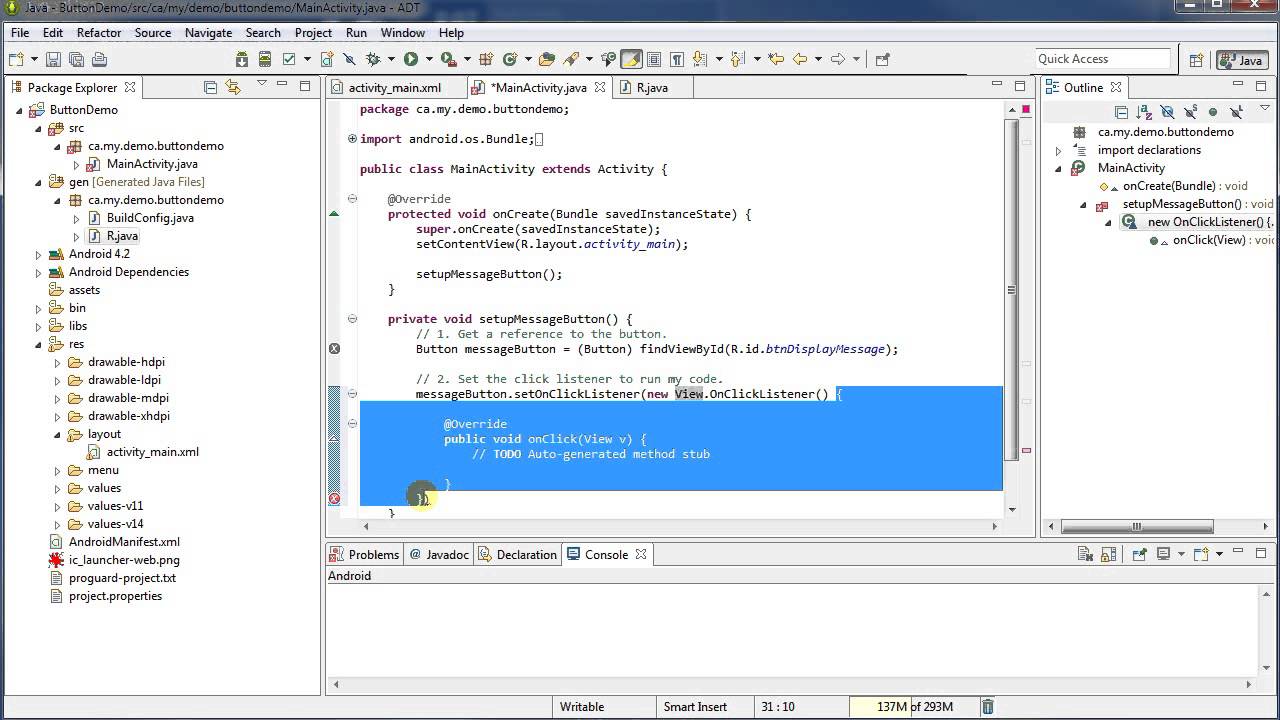 Java - ButtonDemo/src/ca/my/demo/buttondemo/MainActivity.java - ADT
File Edit Refactor Source Navigate Search Project Run Window Help
Quick Access
Java
Package Explorer
ButtonDemo
src
ca.my.demo.buttondemo
MainActivity.java
gen [Generated Java Files]
ca.my.demo.buttondemo
BuildConfig.java
R.java
Android 4.2
Android Dependencies
assets
bin
libs
res
drawable-hdpi
drawable-ldpi
drawable-mdpi
drawable-xhdpi
layout
activity_main.xml
menu
values
values-v11
values-v14
AndroidManifest.xml
ic_launcher-web.png
proguard-project.txt
project.properties
activity_main.xml *MainActivity.java R.java
package ca.my.demo.buttondemo;
import android.os.Bundle;
public class MainActivity extends Activity {
@Override
protected void onCreate(Bundle savedInstanceState) {
super.onCreate(savedInstanceState);
setContentView(R.layout.activity_main);
setupMessageButton();
}
private void setupMessageButton() {
// 1. Get a reference to the button.
Button messageButton = (Button) findViewById(R.id.btnDisplayMessage);
// 2. Set the click listener to run my code.
messageButton.setOnClickListener(new View.OnClickListener() {
@Override
public void onClick(View v) {
// TODO Auto-generated method stub
}
})
}
Outline
ca.my.demo.buttondemo
import declarations
MainActivity
onCreate(Bundle) : void
setupMessageButton() : void
new OnClickListener() {.
onClick(View) : voic
Problems @ Javadoc Declaration Console
Android
Writable Smart Insert 31 : 10 137M of 293M